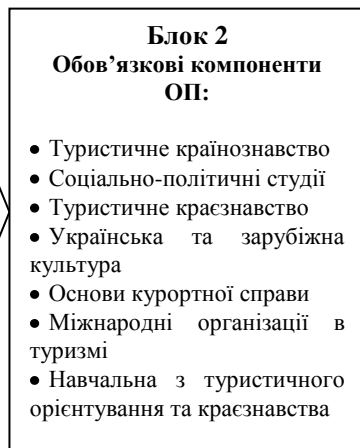 Блок 2
Обов’язкові компоненти
ОП:
• Туристичне країнознавство
• Соціально-політичні студії
• Туристичне краєзнавство
• Українська та зарубіжна
культура
• Основи курортної справи
• Міжнародні організації в
туризмі
• Навчальна з туристичного
орієнтування та краєзнавства